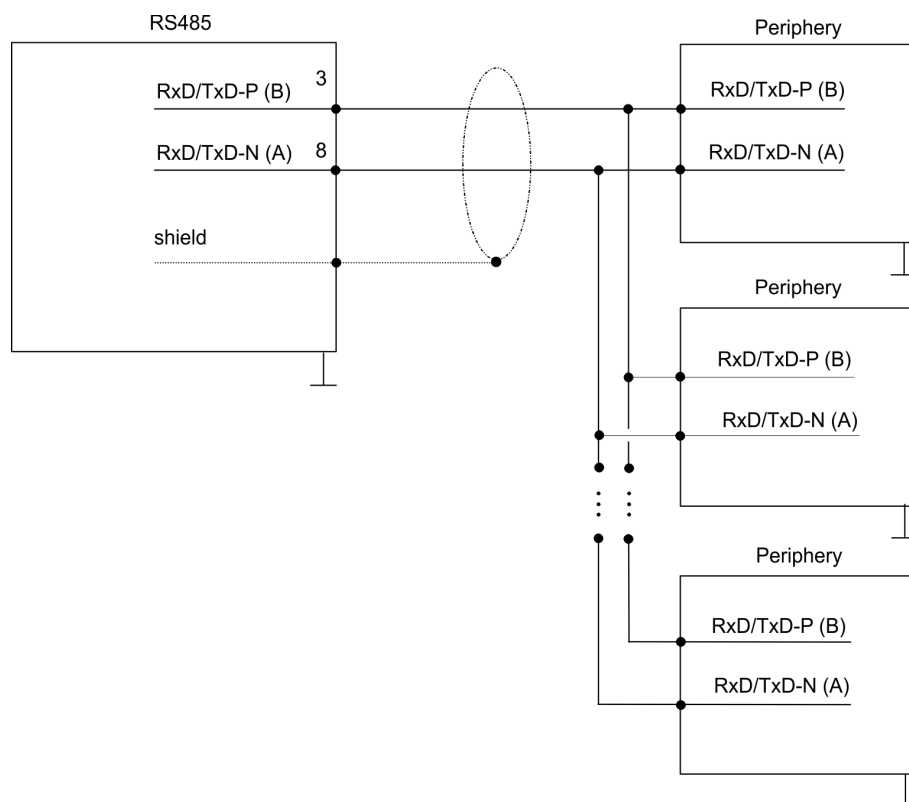 RS485
RxD/TxD-P (B) 3
RxD/TxD-N (A) 8
shield
Periphery
RxD/TxD-P (B)
RxD/TxD-N (A)
Periphery
RxD/TxD-P (B)
RxD/TxD-N (A)
Periphery
RxD/TxD-P (B)
RxD/TxD-N (A)